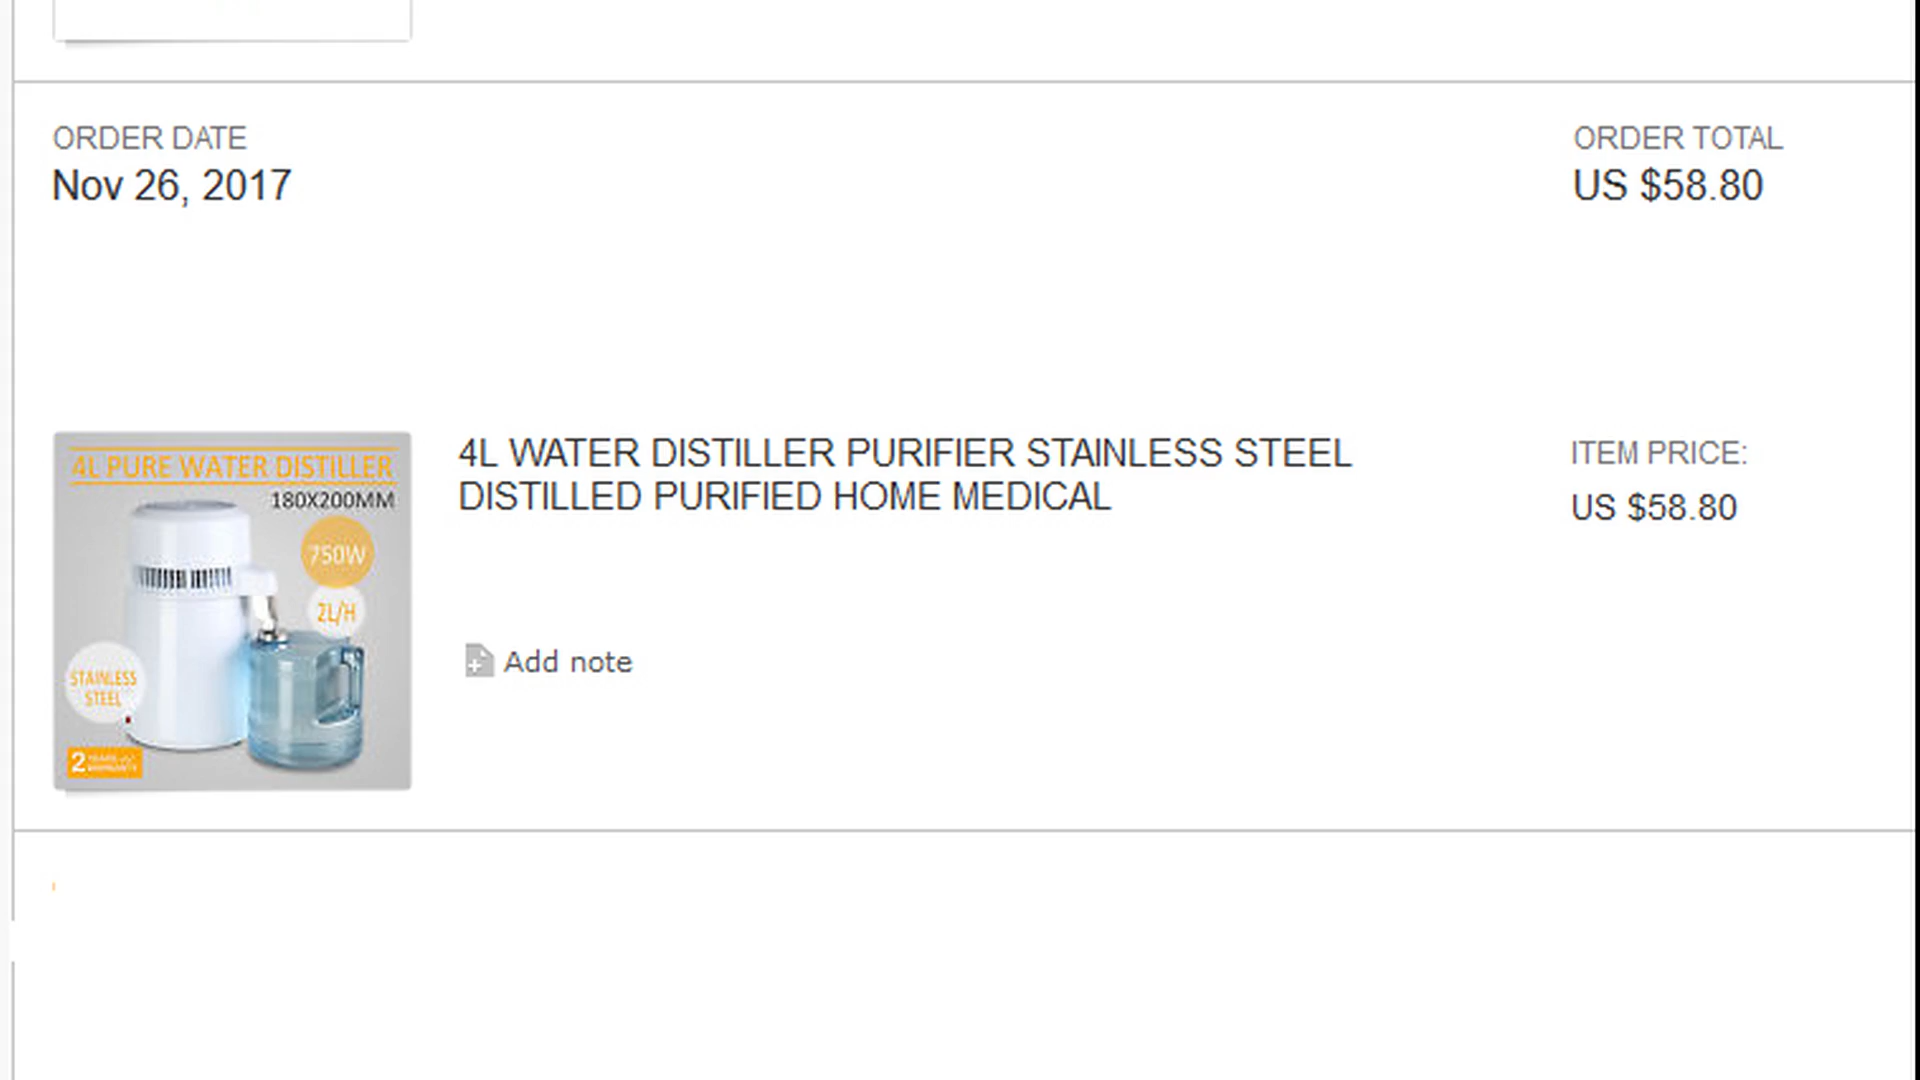 ORDER DATE
ORDER TOTAL
Nov 26, 2017
US $58.80
4L PURE WATER DISTILLER
180X200MM
750W
2L/H
STAINLESS
STEEL
2
4L WATER DISTILLER PURIFIER STAINLESS STEEL
DISTILLED PURIFIED HOME MEDICAL
Add note
ITEM PRICE:
US $58.80